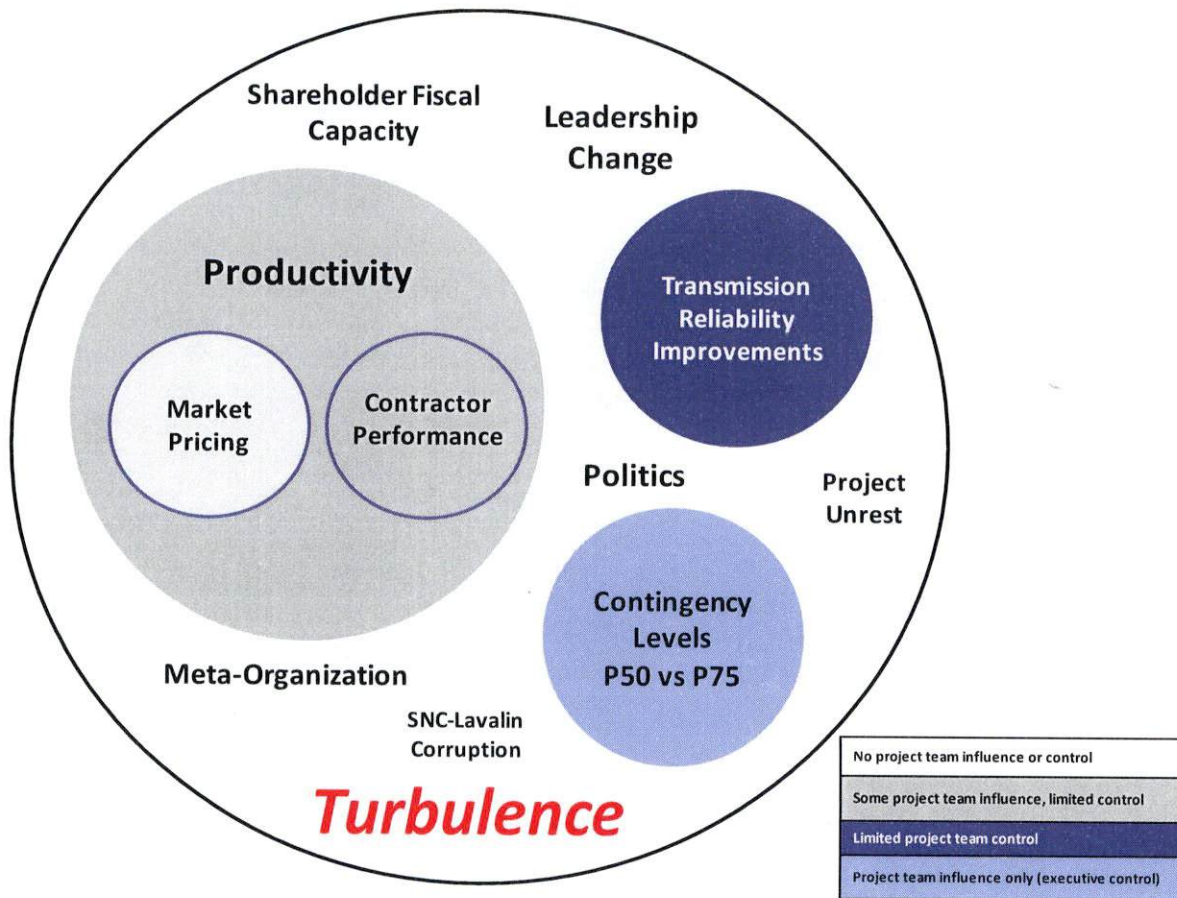 Shareholder Fiscal
Capacity
Leadership
Change
Productivity
Market
Pricing
Contractor
Performance
Transmission
Reliability
Improvements
Politics
Project
Unrest
Contingency
Levels
P50 vs P75
Meta-Organization
SNC-Lavalin
Corruption
Turbulence
No project team influence or control
Some project team influence, limited control
Limited project team control
Project team influence only (executive control)